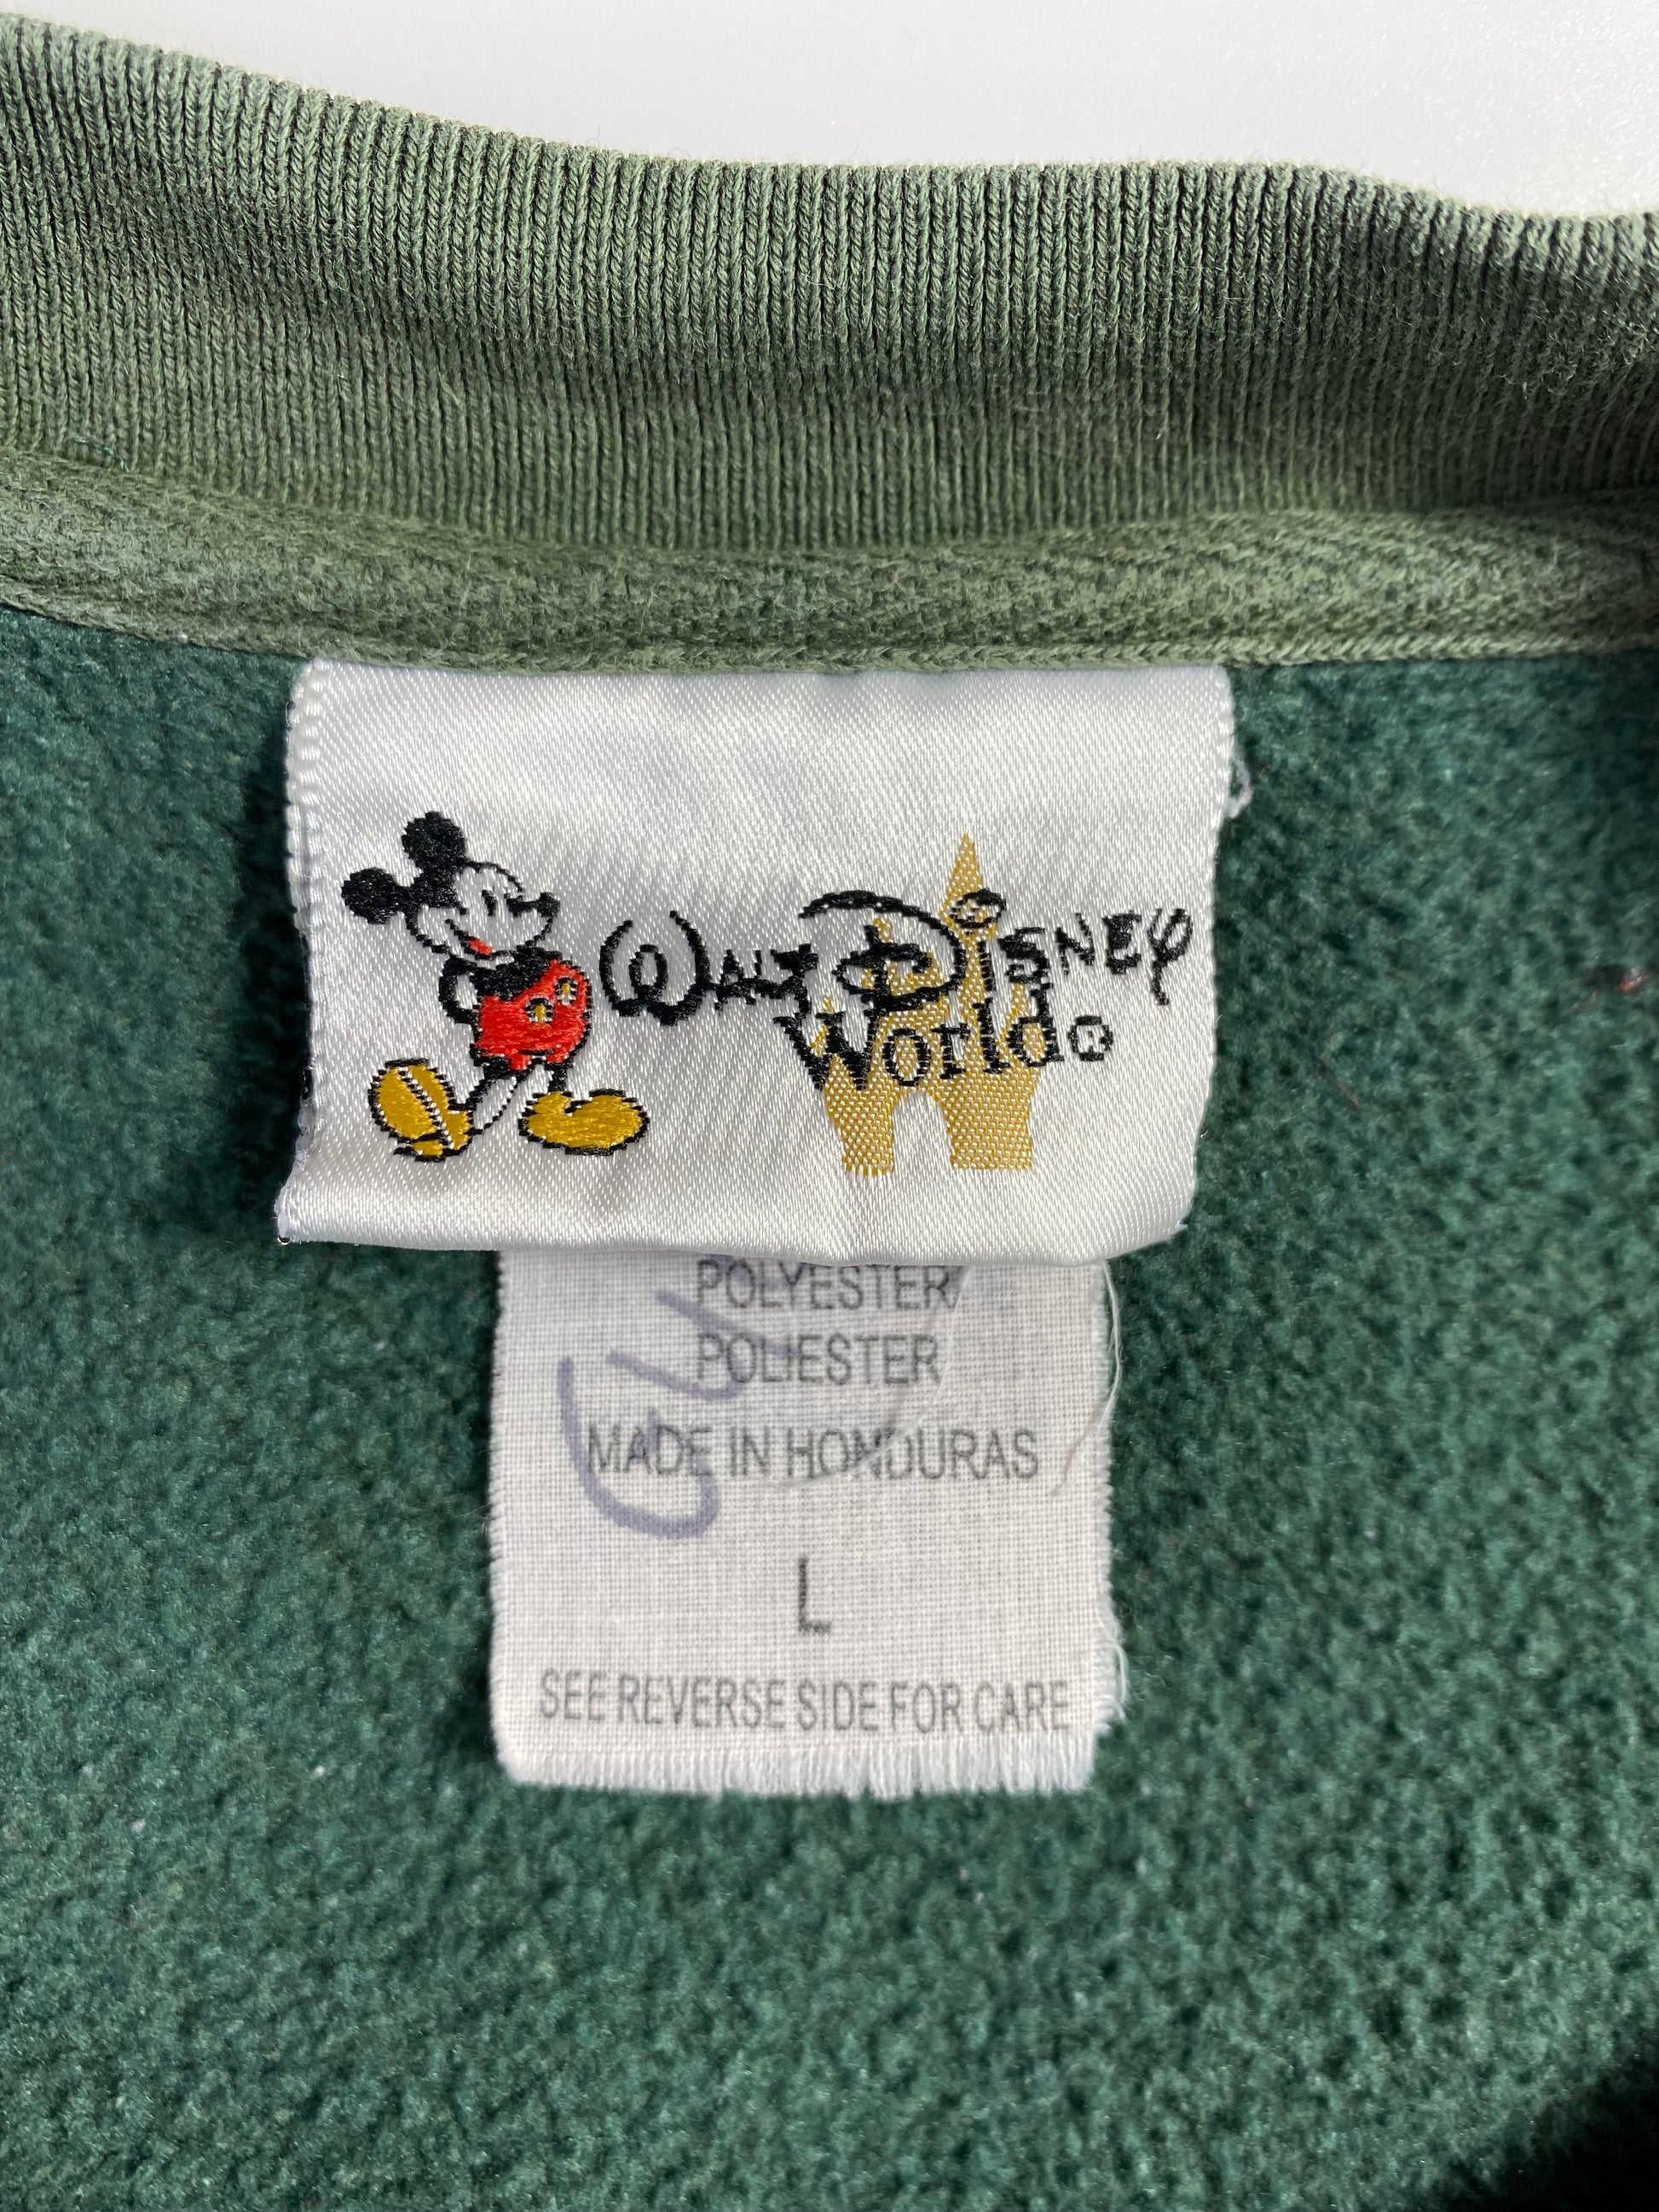 WALT DISNEY
World®
POLYESTER
POLIESTER
MADE IN HONDURAS
L
SEE REVERSE SIDE FOR CARE